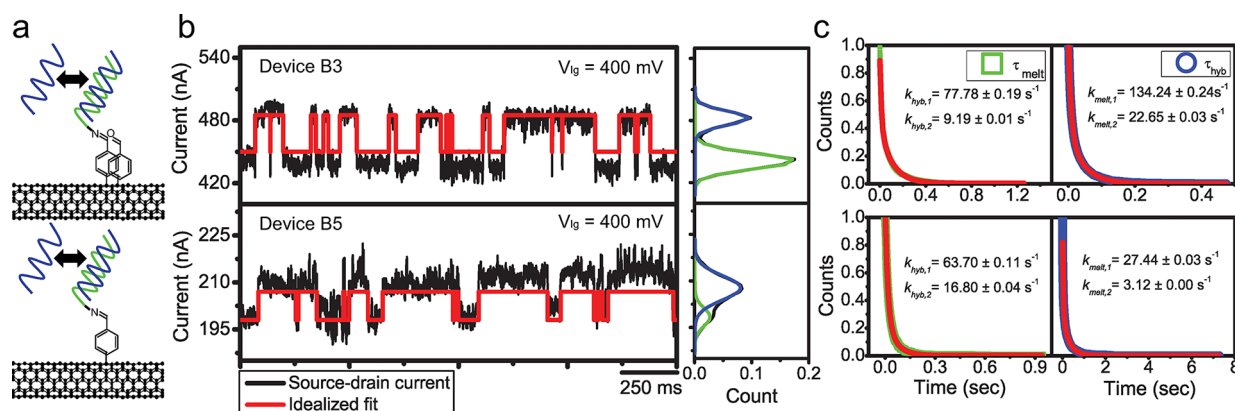 a
N
O
N
b
Current (nA)
540
480
420
Device B3
V_lg = 400 mV
Current (nA)
225
210
195
Device B5
V_lg = 400 mV
Source-drain current
Idealized fit
250 ms
0.0 0.1 0.2
Count
c
Counts
1.0
0.8
0.6
0.4
0.2
0.0
τ_melt
k_hyb,1 = 77.78 ± 0.19 s⁻¹
k_hyb,2 = 9.19 ± 0.01 s⁻¹
0.0 0.4 0.8 1.2
τ_hyb
k_melt,1 = 134.24 ± 0.24s⁻¹
k_melt,2 = 22.65 ± 0.03 s⁻¹
0.0 0.2 0.4
Counts
1.0
0.8
0.6
0.4
0.2
0.0
k_hyb,1 = 63.70 ± 0.11 s⁻¹
k_hyb,2 = 16.80 ± 0.04 s⁻¹
0.0 0.3 0.6 0.9
Time (sec)
k_melt,1 = 27.44 ± 0.03 s⁻¹
k_melt,2 = 3.12 ± 0.00 s⁻¹
0 2 4 6 8
Time (sec)